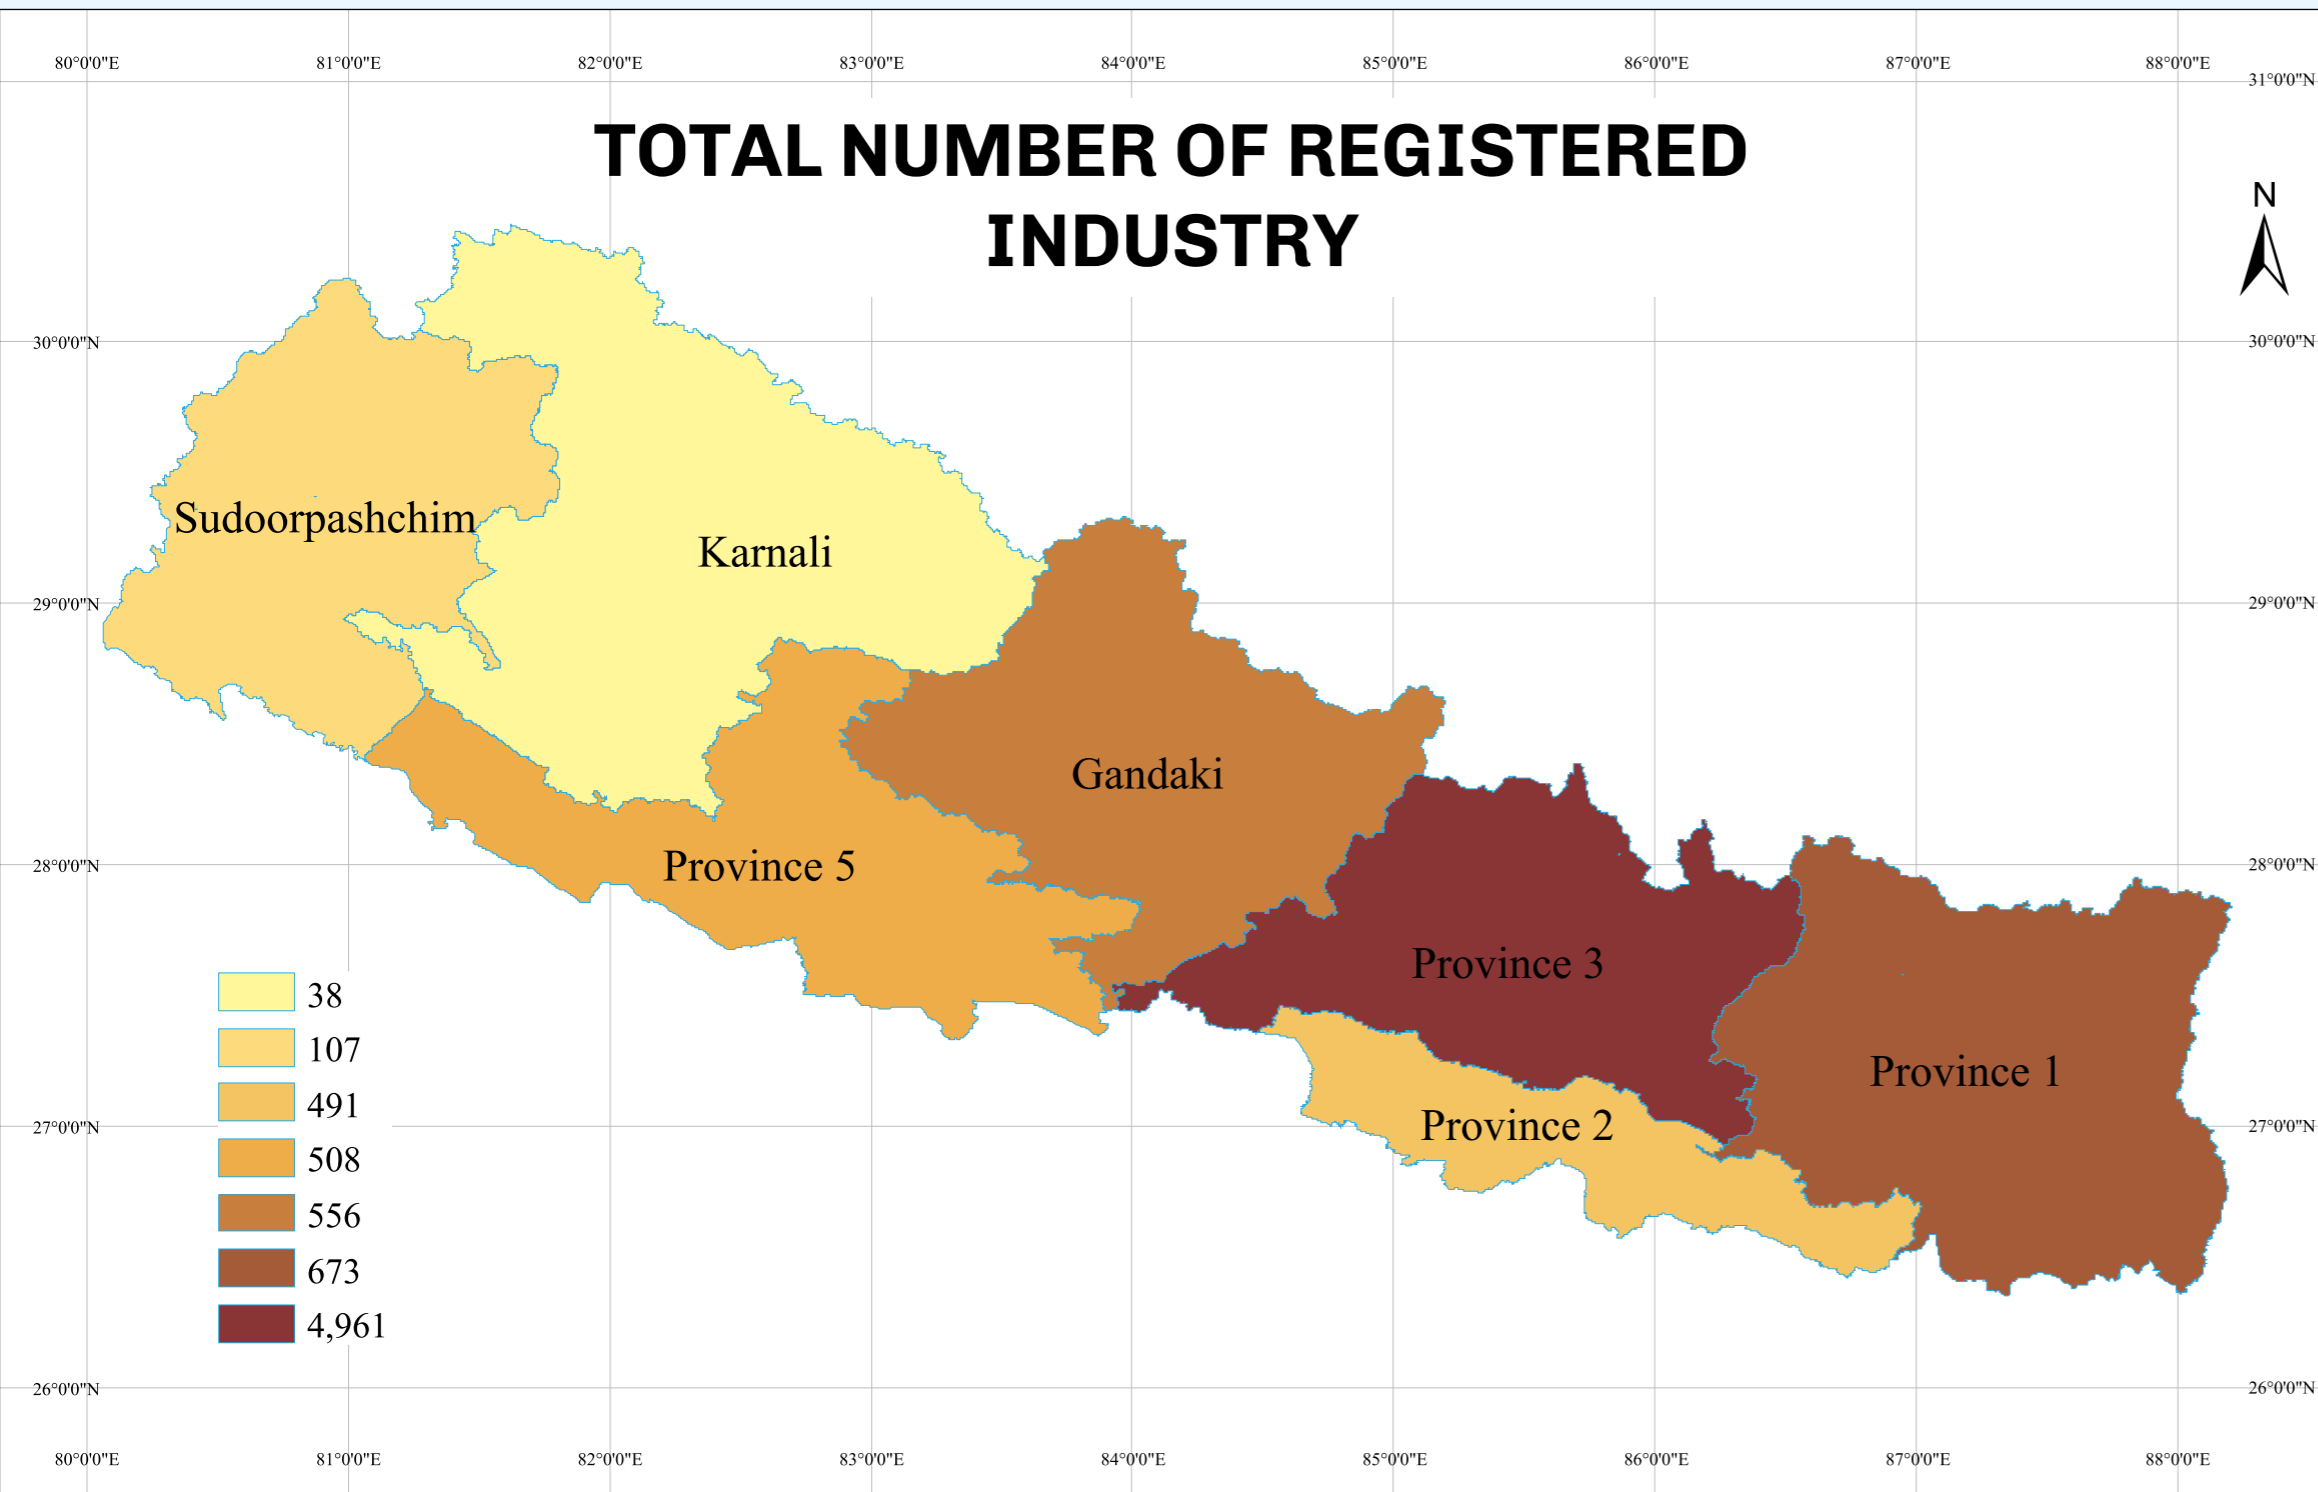 80°0'0"E 81°0'0"E 82°0'0"E 83°0'0"E 84°0'0"E 85°0'0"E 86°0'0"E 87°0'0"E 88°0'0"E
31°0'0"N
TOTAL NUMBER OF REGISTERED
INDUSTRY
N
30°0'0"N 30°0'0"N
Sudoorpashchim
Karnali
29°0'0"N 29°0'0"N
Gandaki
28°0'0"N 28°0'0"N
Province 5
Province 3
Province 1
Province 2
27°0'0"N 27°0'0"N
38
107
491
508
556
673
4,961
26°0'0"N 26°0'0"N
80°0'0"E 81°0'0"E 82°0'0"E 83°0'0"E 84°0'0"E 85°0'0"E 86°0'0"E 87°0'0"E 88°0'0"E